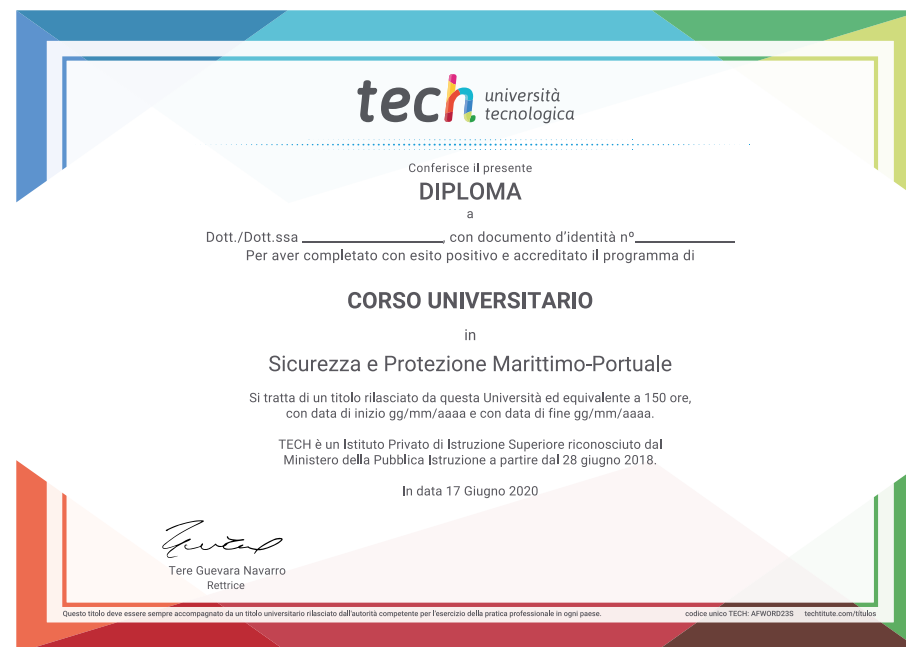 tech università
tecnologica
Conferisce il presente
DIPLOMA
a
Dott./Dott.ssa ____________________, con documento d'identità nº______________
Per aver completato con esito positivo e accreditato il programma di
CORSO UNIVERSITARIO
in
Sicurezza e Protezione Marittimo-Portuale
Si tratta di un titolo rilasciato da questa Università ed equivalente a 150 ore,
con data di inizio gg/mm/aaaa e con data di fine gg/mm/aaaa.
TECH è un Istituto Privato di Istruzione Superiore riconosciuto dal
Ministero della Pubblica Istruzione a partire dal 28 giugno 2018.
In data 17 Giugno 2020
Tere Guevara Navarro
Rettrice
Questo titolo deve essere sempre accompagnato da un titolo universitario rilasciato dall'autorità competente per l'esercizio della pratica professionale in ogni paese. codice unico TECH: AFWORD23S techtitute.com/titulos